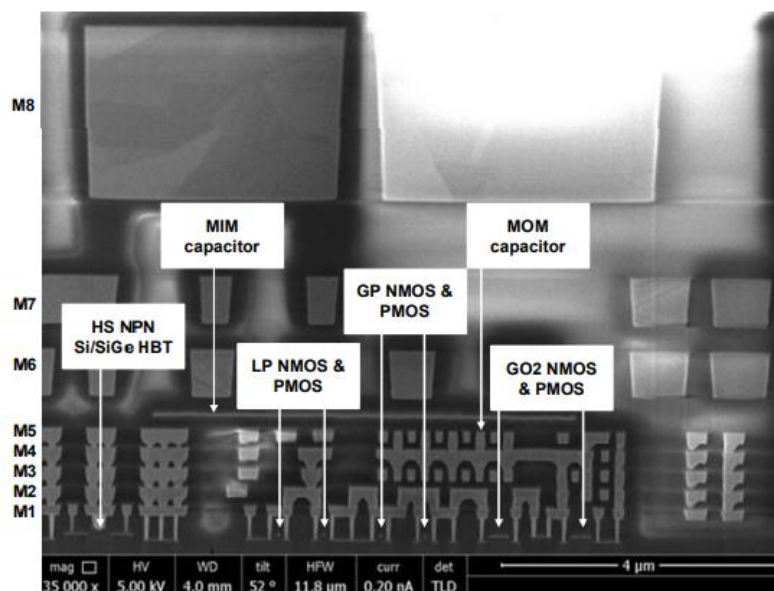 M8
MIM
capacitor
MOM
capacitor
M7
HS NPN
Si/SiGe HBT
GP NMOS &
PMOS
M6
LP NMOS &
PMOS
GO2 NMOS
& PMOS
M5
M4
M3
M2
M1
mag HV WD tilt HFW curr det
35 000 x 5.00 kV 4.0 mm 52 ° 11.8 µm 0.20 nA TLD
4 µm